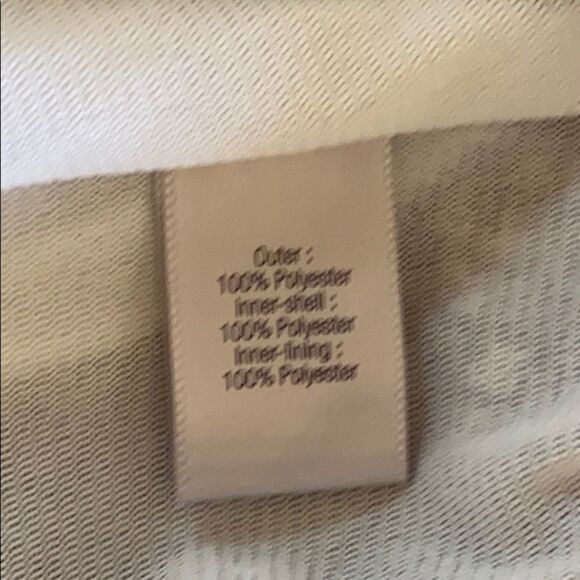 Outer :
100% Polyester
Inner-shell :
100% Polyester
Inner-lining :
100% Polyester